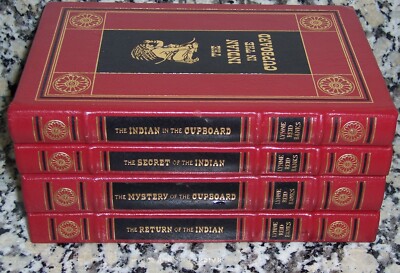 THE
INDIAN
IN THE
CUPBOARD
THE INDIAN IN THE CUPBOARD
LYNNE
REID
BANKS
THE SECRET OF THE INDIAN
LYNNE
REID
BANKS
THE MYSTERY OF THE CUPBOARD
LYNNE
REID
BANKS
THE RETURN OF THE INDIAN
LYNNE
REID
BANKS